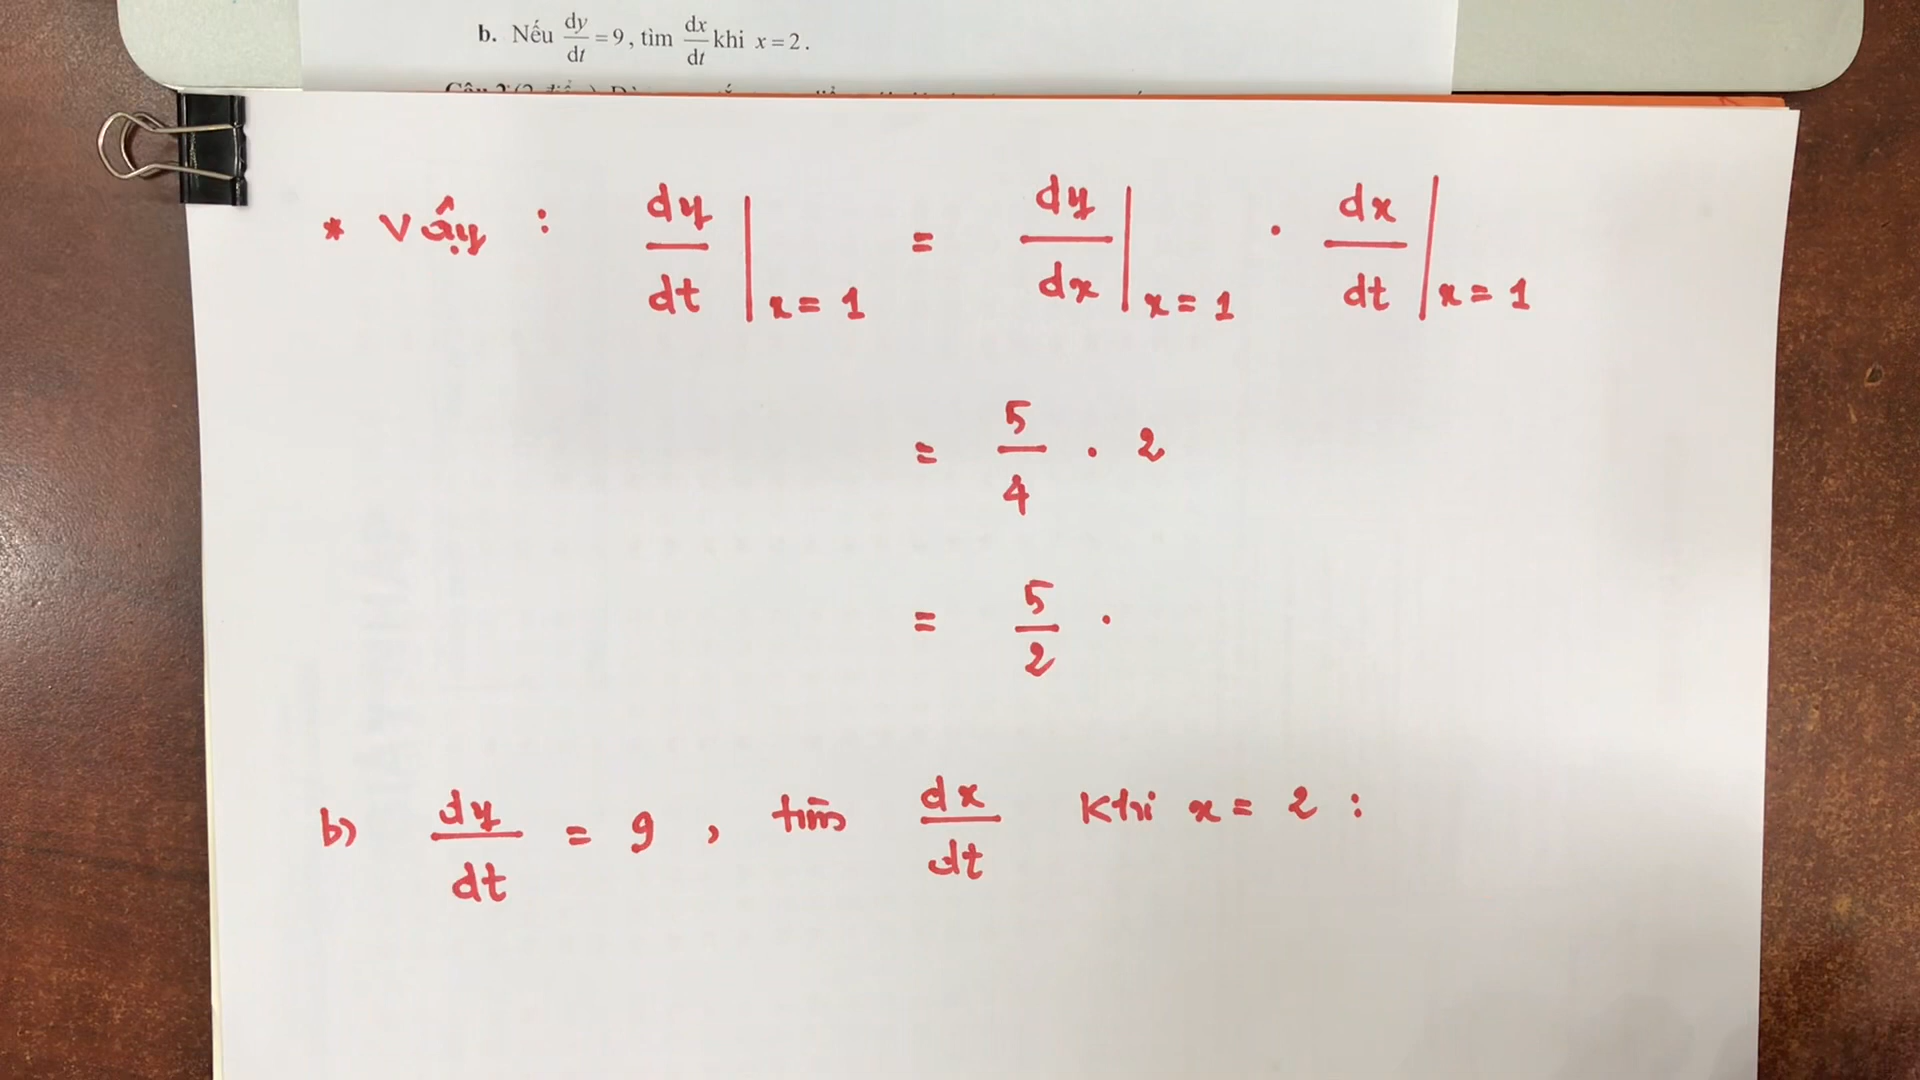 b. Nếu dy/dt = 9, tìm dx/dt khi x = 2.
* Vậy : dy/dt |x = 1 = dy/dx |x = 1 . dx/dt |x = 1
= 5/4 . 2
= 5/2 .
b) dy/dt = 9 , tìm dx/dt khi x = 2 :